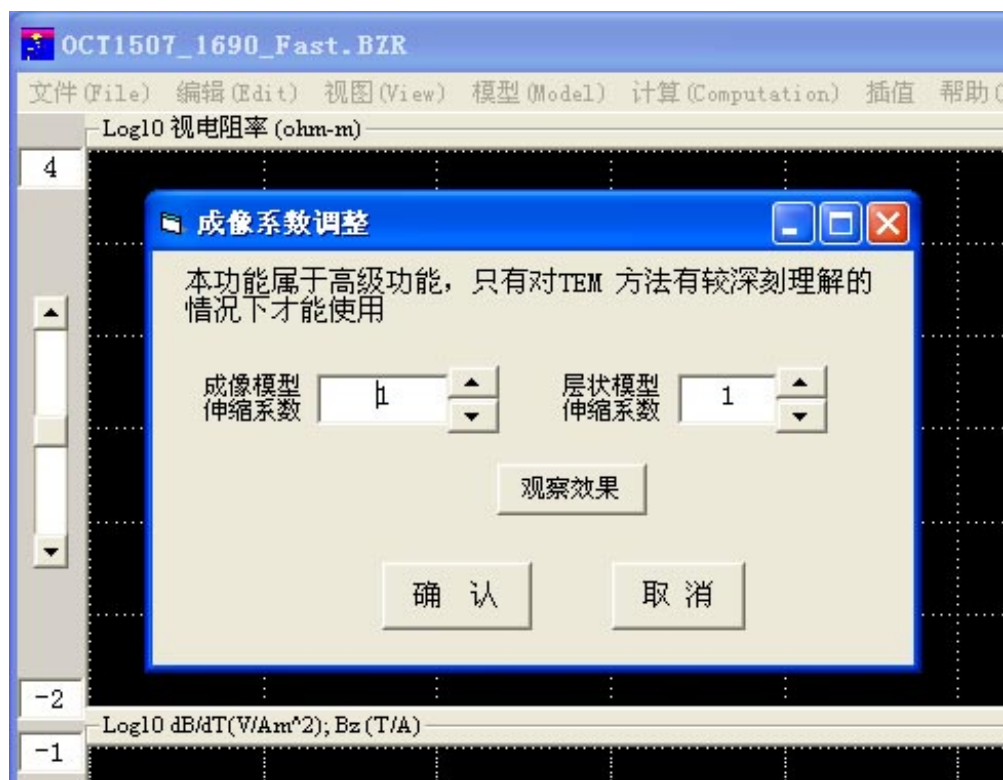 OCT1507_1690_Fast.BZR
文件(File) 编辑(Edit) 视图(View) 模型(Model) 计算(Computation) 插值 帮助(
Log10 视电阻率 (ohm-m)
4
成像系数调整
本功能属于高级功能，只有对TEM 方法有较深刻理解的
情况下才能使用
成像模型
伸缩系数
1
层状模型
伸缩系数
1
观察效果
确 认
取 消
-2
Log10 dB/dT(V/Am^2); Bz (T/A)
-1